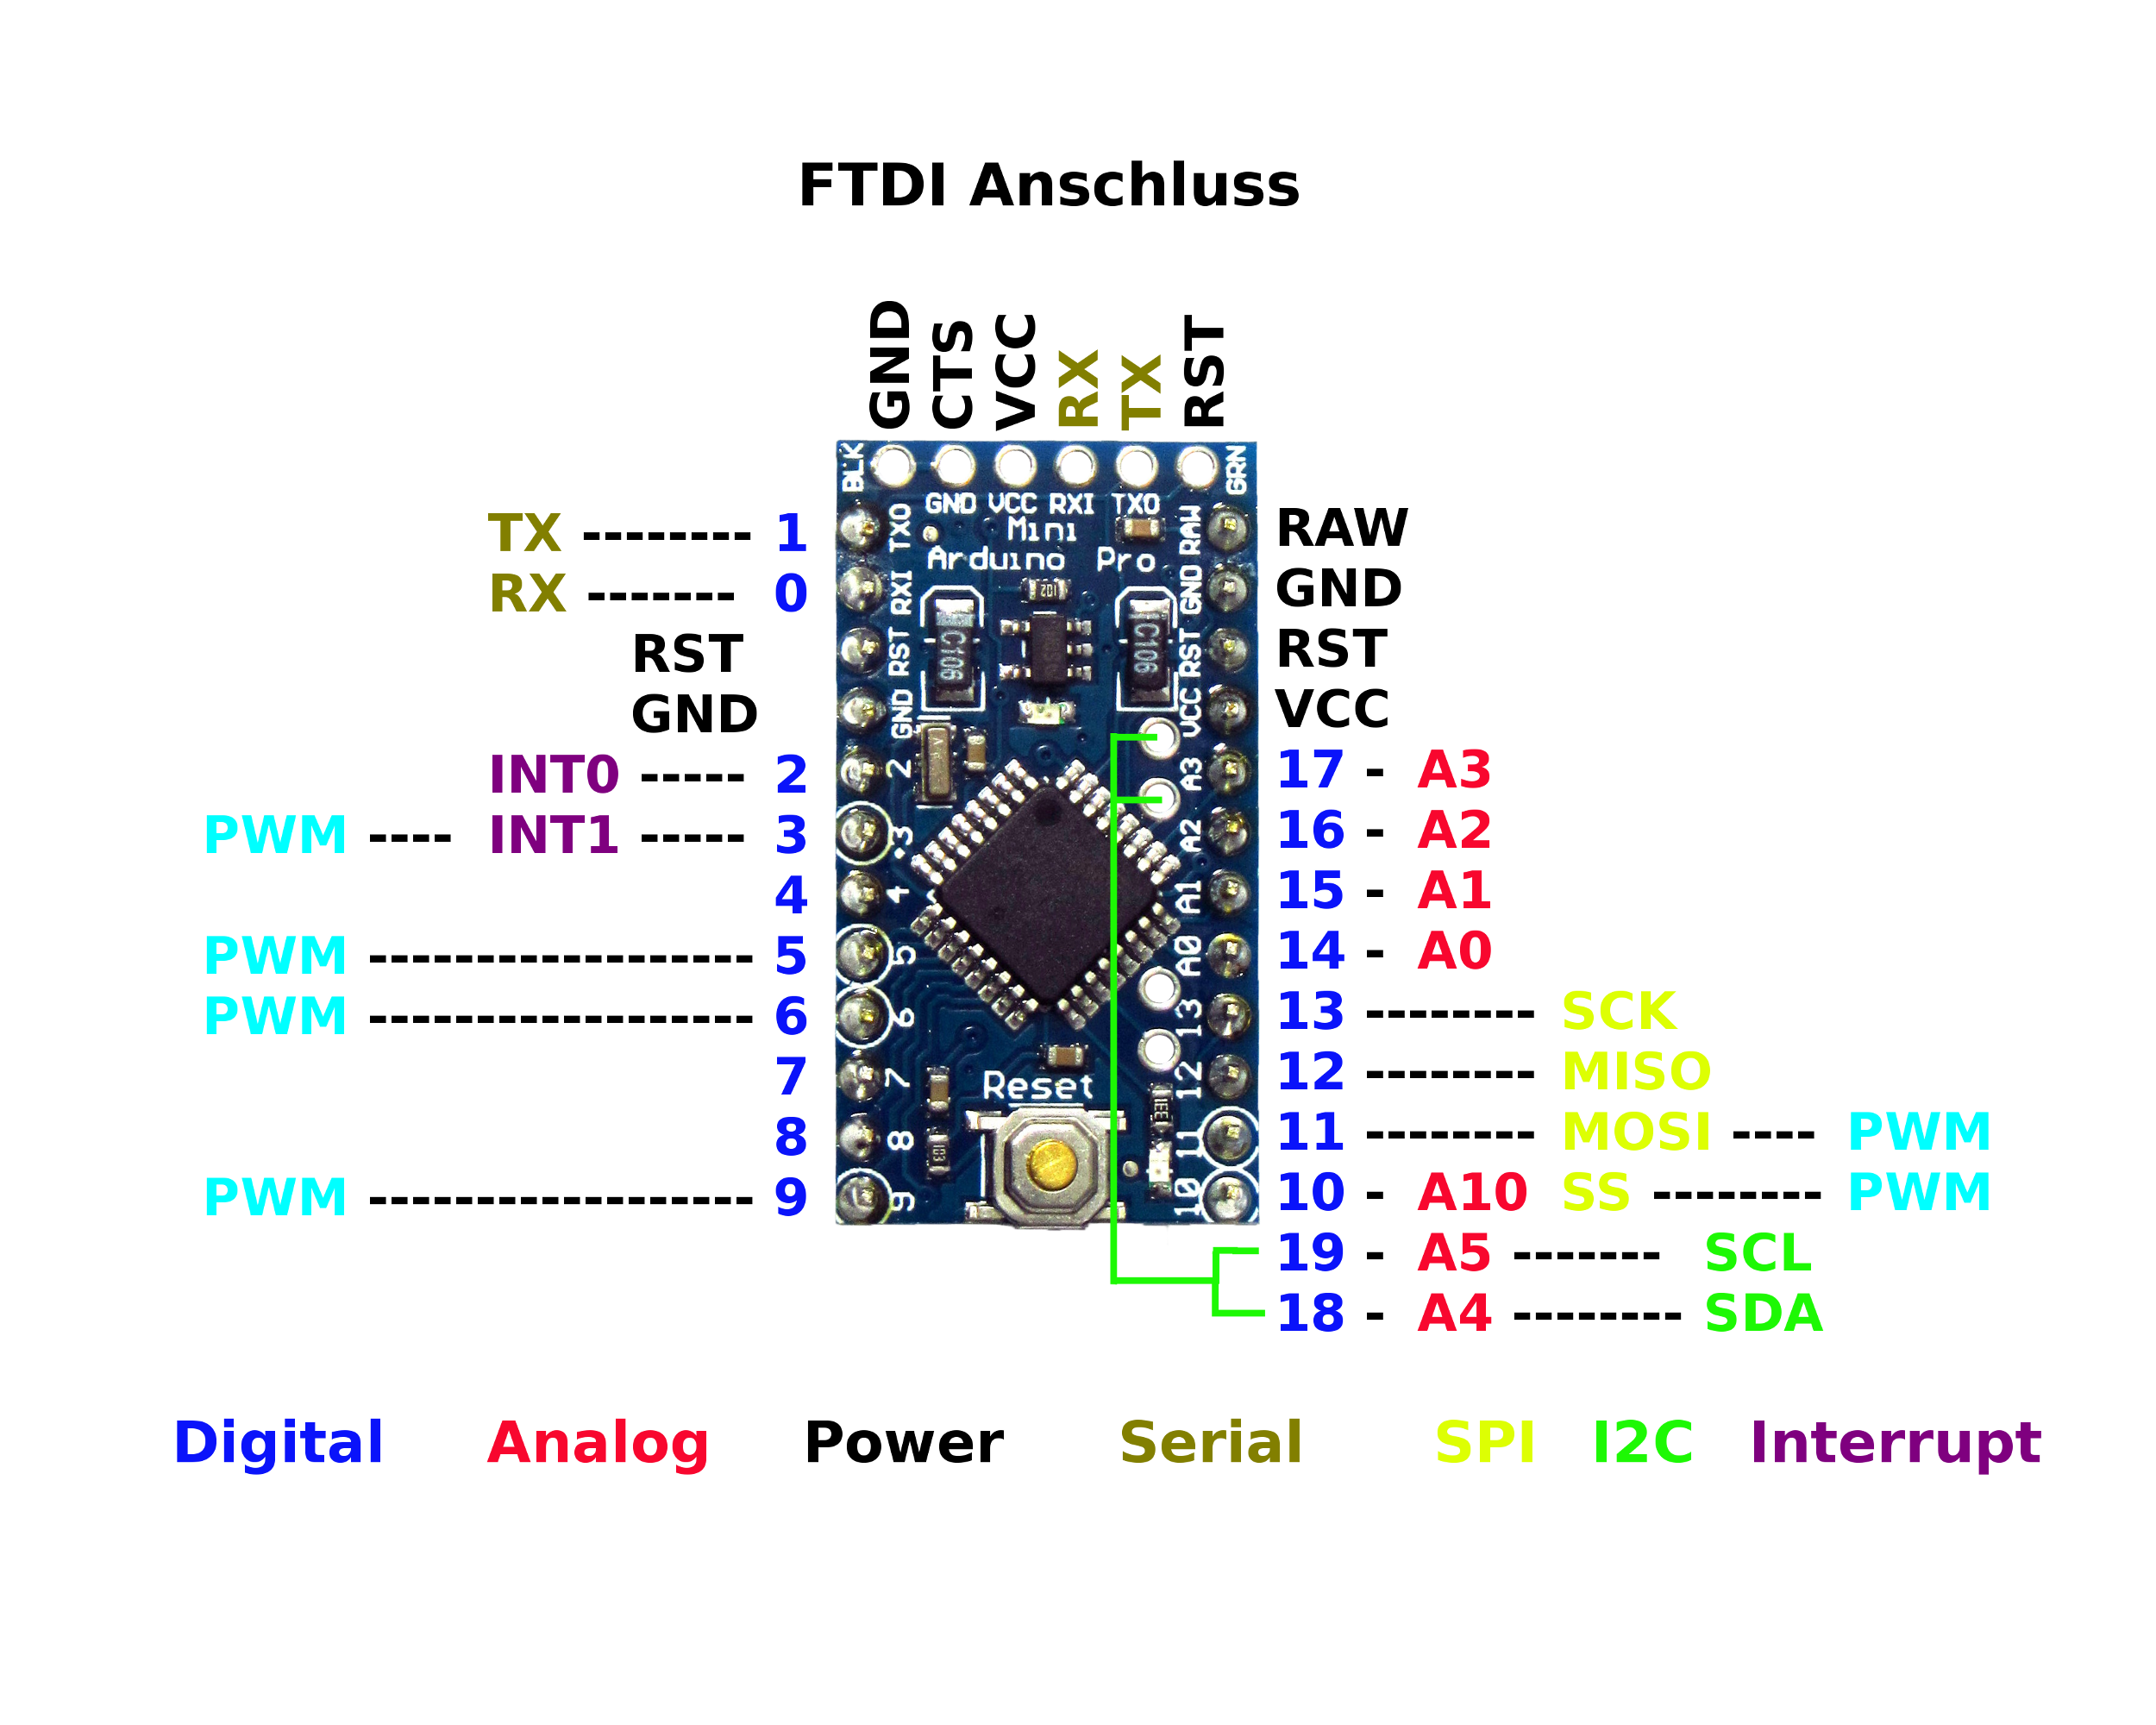 FTDI Anschluss
GND CTS VCC RX TX RST
BLK GRN
GND VCC RXI TXO
Mini
Arduino Pro
TX -------- 1 TXO RAW RAW
RX ------- 0 RXI GND GND
RST RST RST RST
GND GND VCC VCC
C106 C106
INT0 ----- 2 2 A3 17 - A3
PWM ---- INT1 ----- 3 3 A2 16 - A2
4 4 A1 15 - A1
PWM ------------------ 5 5 A0 14 - A0
PWM ------------------ 6 6 13 13 -------- SCK
7 7 Reset 12 12 -------- MISO
8 8 11 11 -------- MOSI ---- PWM
PWM ------------------ 9 9 10 10 - A10 SS -------- PWM
19 - A5 ------- SCL
18 - A4 -------- SDA
Digital Analog Power Serial SPI I2C Interrupt